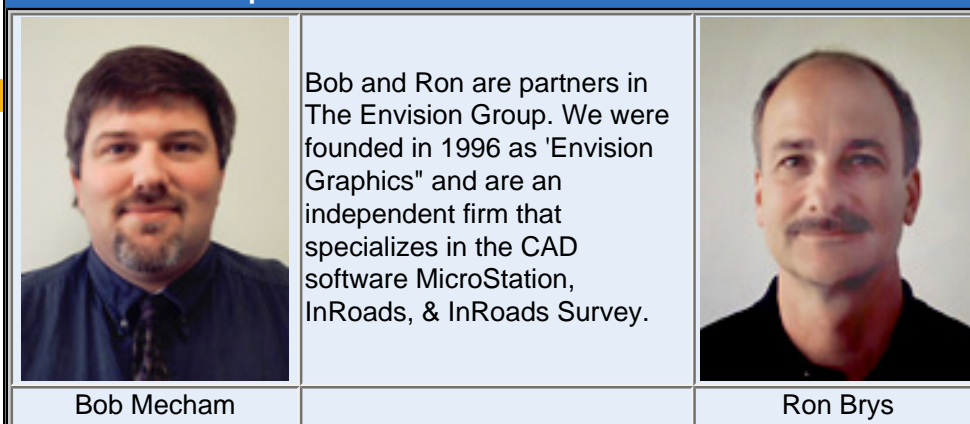 Bob and Ron are partners in
The Envision Group. We were
founded in 1996 as 'Envision
Graphics" and are an
independent firm that
specializes in the CAD
software MicroStation,
InRoads, & InRoads Survey.
Bob Mecham
Ron Brys